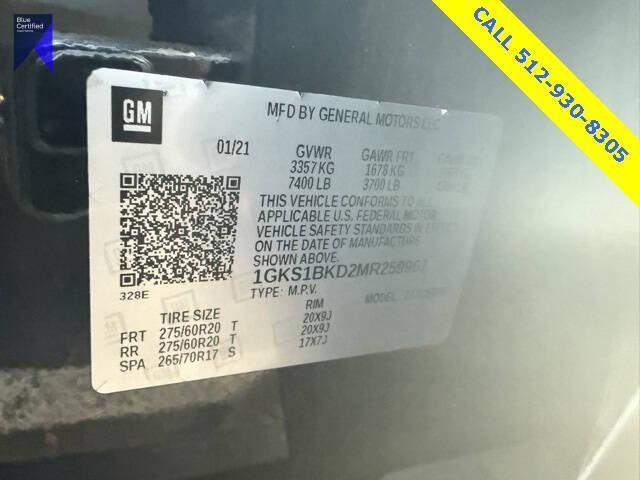 Blue
Certified
CALL 512-930-8305
GM
MFD BY GENERAL MOTORS LLC
01/21 GVWR GAWR FRT
3357 KG 1678 KG
7400 LB 3700 LB
THIS VEHICLE CONFORMS TO ALL
APPLICABLE U.S. FEDERAL MOTOR
VEHICLE SAFETY STANDARDS IN EFFECT
ON THE DATE OF MANUFACTURE
SHOWN ABOVE.
1GKS1BKD2MR259967
TYPE: M.P.V. MODEL:
328E
TIRE SIZE RIM
FRT 275/60R20 T 20X9J
RR 275/60R20 T 20X9J
SPA 265/70R17 S 17X7J